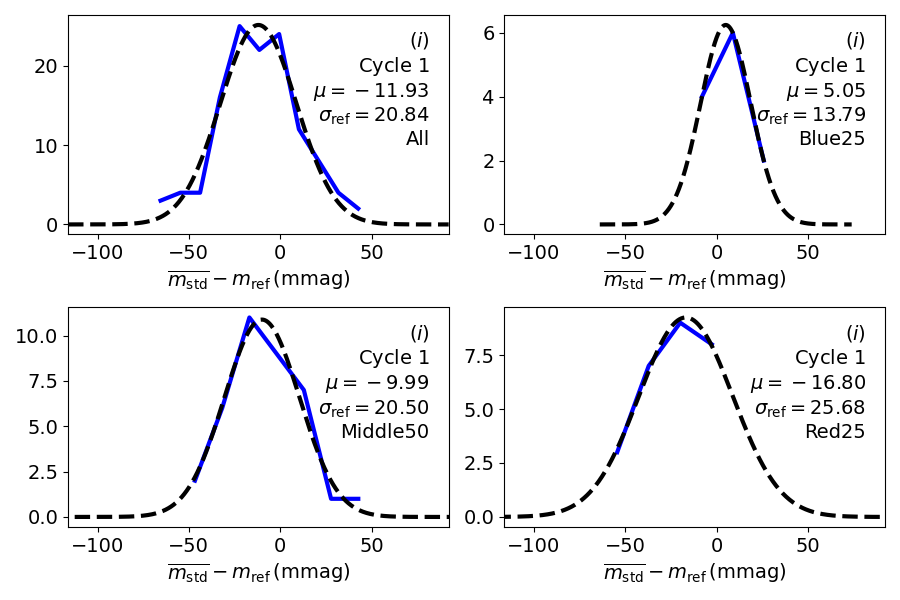 (i)
Cycle 1
μ = −11.93
σref = 20.84
All
20
10
0
−100 −50 0 50
m̅s̅t̅d̅ − mref (mmag)
(i)
Cycle 1
μ = 5.05
σref = 13.79
Blue25
6
4
2
0
−100 −50 0 50
m̅s̅t̅d̅ − mref (mmag)
(i)
Cycle 1
μ = −9.99
σref = 20.50
Middle50
10.0
7.5
5.0
2.5
0.0
−100 −50 0 50
m̅s̅t̅d̅ − mref (mmag)
(i)
Cycle 1
μ = −16.80
σref = 25.68
Red25
7.5
5.0
2.5
0.0
−100 −50 0 50
m̅s̅t̅d̅ − mref (mmag)